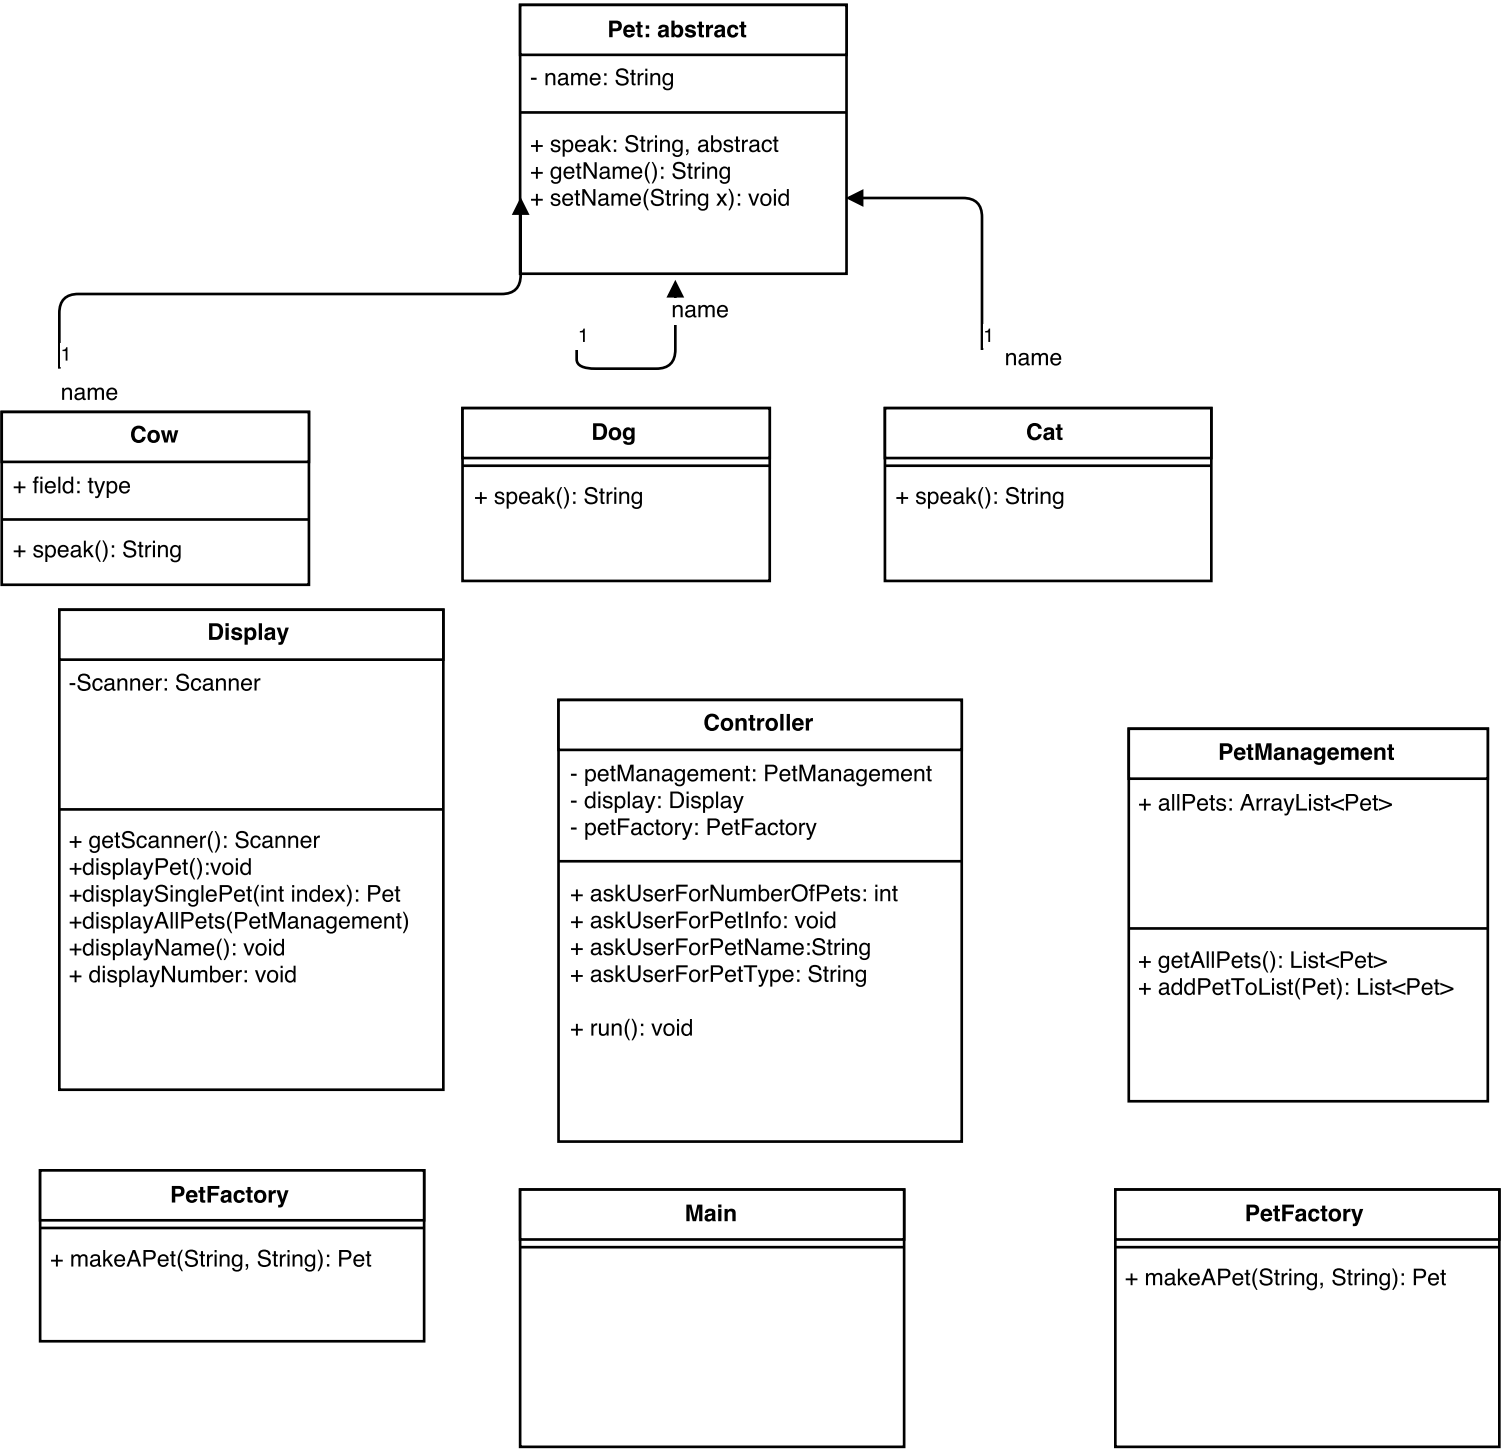 Pet: abstract
- name: String
+ speak: String, abstract
+ getName(): String
+ setName(String x): void
1
name
name
1
1
name
Cow
+ field: type
+ speak(): String
Dog
+ speak(): String
Cat
+ speak(): String
Display
-Scanner: Scanner
+ getScanner(): Scanner
+displayPet():void
+displaySinglePet(int index): Pet
+displayAllPets(PetManagement)
+displayName(): void
+ displayNumber: void
Controller
- petManagement: PetManagement
- display: Display
- petFactory: PetFactory
+ askUserForNumberOfPets: int
+ askUserForPetInfo: void
+ askUserForPetName:String
+ askUserForPetType: String
+ run(): void
PetManagement
+ allPets: ArrayList<Pet>
+ getAllPets(): List<Pet>
+ addPetToList(Pet): List<Pet>
PetFactory
+ makeAPet(String, String): Pet
Main
PetFactory
+ makeAPet(String, String): Pet